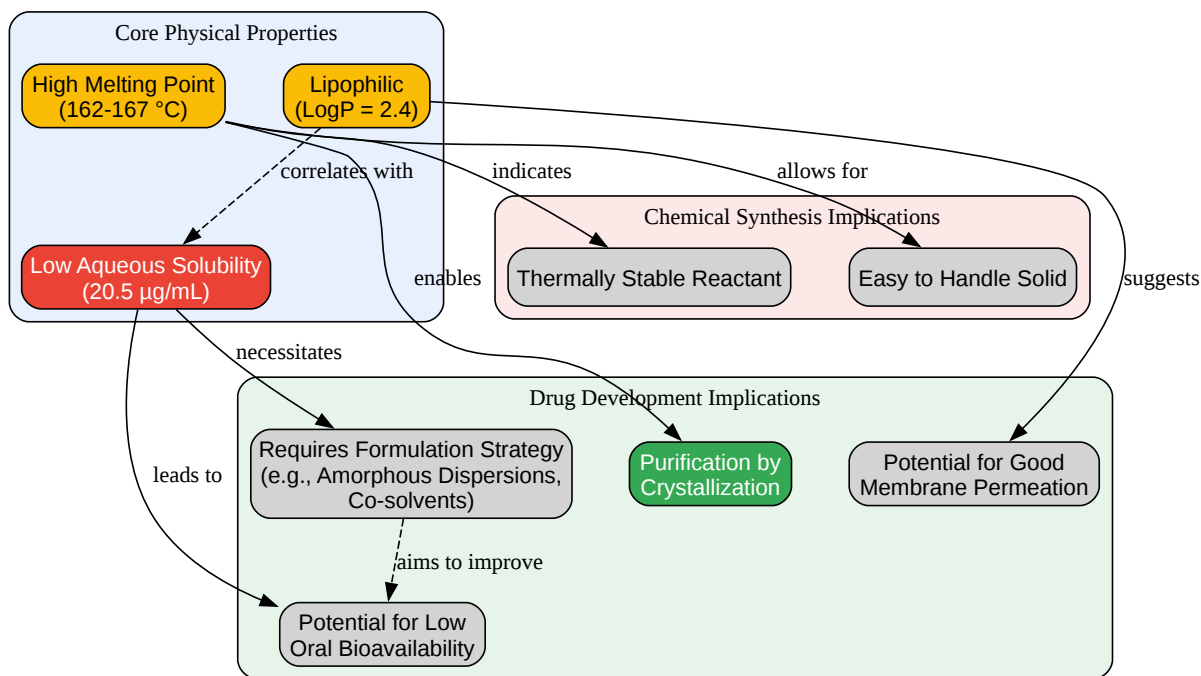 Core Physical Properties
High Melting Point
(162-167 °C)
Lipophilic
(LogP = 2.4)
correlates with
indicates
allows for
Chemical Synthesis Implications
Low Aqueous Solubility
(20.5 µg/mL)
enables
Thermally Stable Reactant
Easy to Handle Solid
suggests
necessitates
Drug Development Implications
leads to
Requires Formulation Strategy
(e.g., Amorphous Dispersions,
Co-solvents)
Purification by
Crystallization
Potential for Good
Membrane Permeation
aims to improve
Potential for Low
Oral Bioavailability